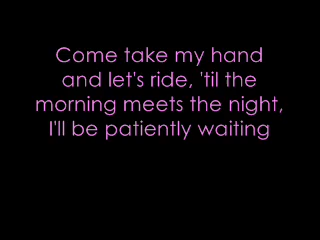 Come take my hand
and let's ride, 'til the
morning meets the night,
I'll be patiently waiting